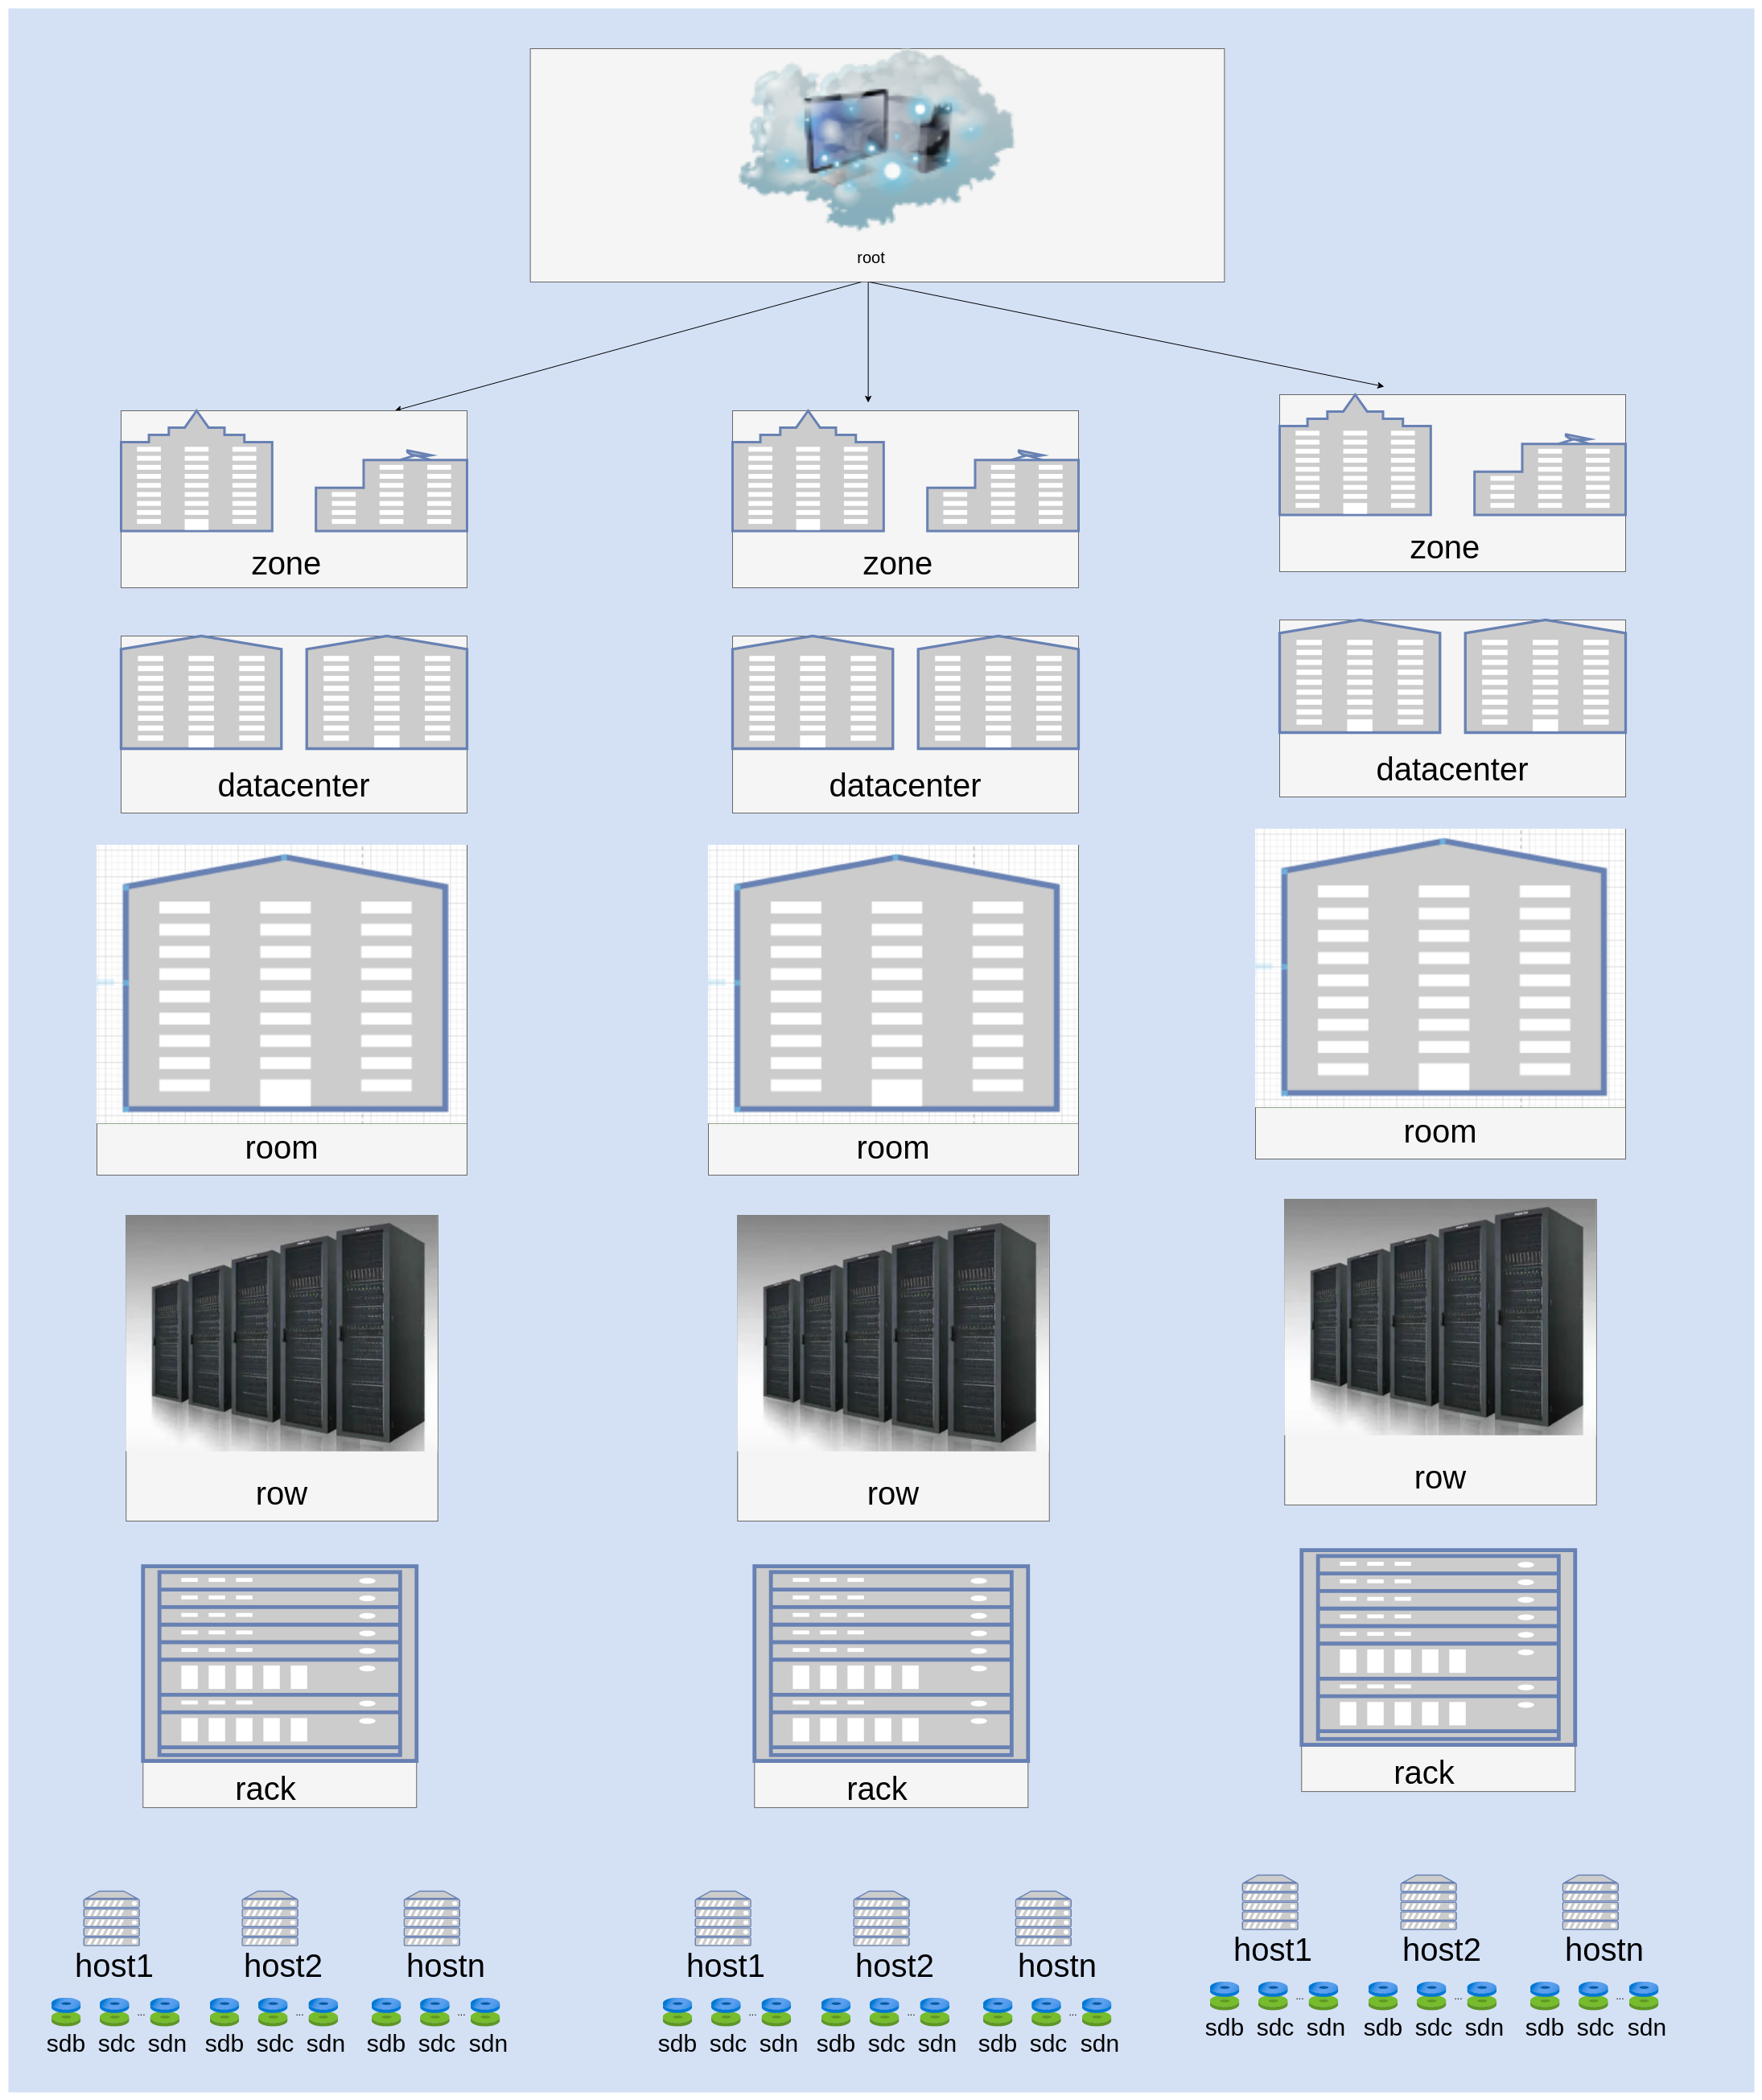 root
zone
zone
zone
datacenter
datacenter
datacenter
room
room
room
row
row
row
rack
rack
rack
host1 host2 hostn
host1 host2 hostn
host1 host2 hostn
... ... ...
... ... ...
... ... ...
sdb sdc sdn sdb sdc sdn sdb sdc sdn
sdb sdc sdn sdb sdc sdn sdb sdc sdn
sdb sdc sdn sdb sdc sdn sdb sdc sdn